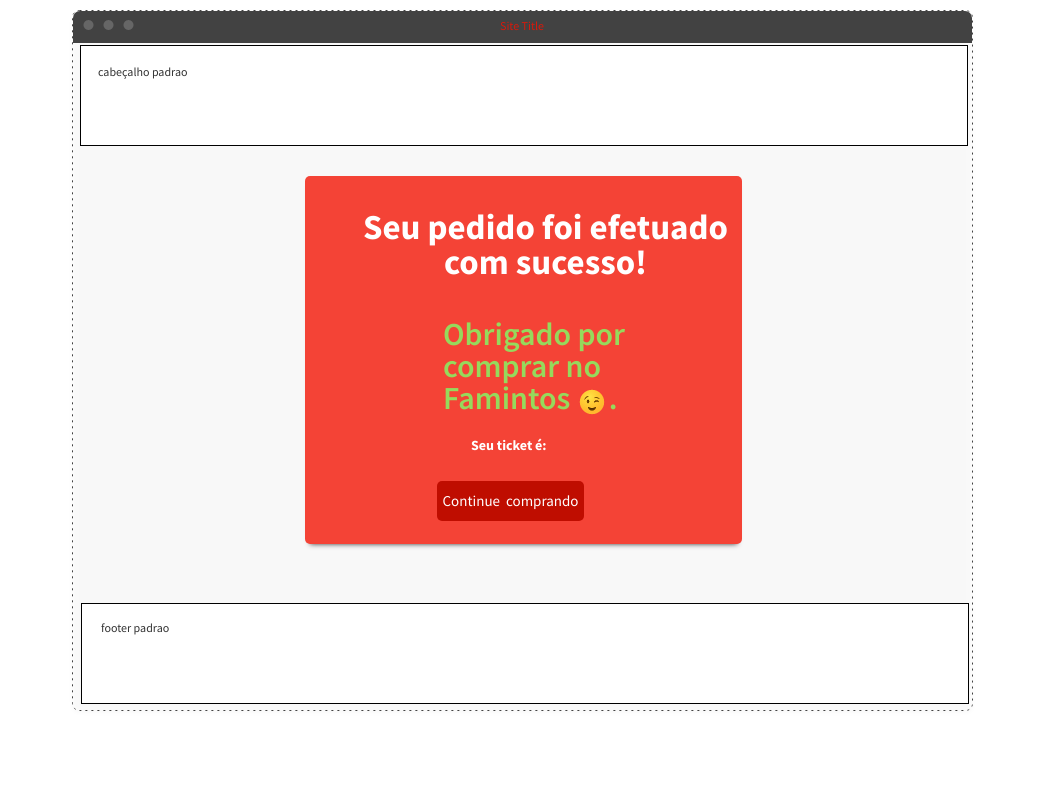 Site Title
cabeçalho padrao
Seu pedido foi efetuado
com sucesso!
Obrigado por
comprar no
Famintos 😉.
Seu ticket é:
Continue comprando
footer padrao